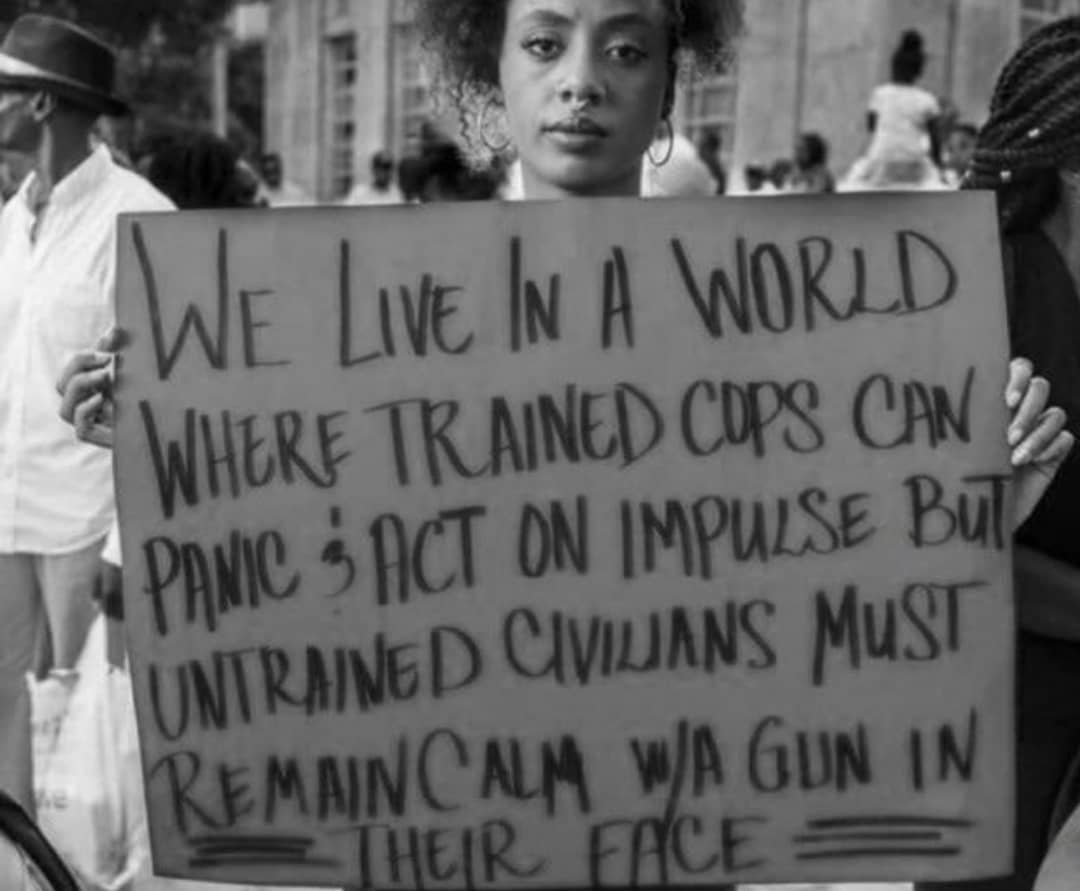 WE LIVE IN A WORLD
WHERE TRAINED COPS CAN
PANIC & ACT ON IMPULSE BUT
UNTRAINED CIVILIANS MUST
REMAIN CALM W/A GUN IN
THEIR FACE